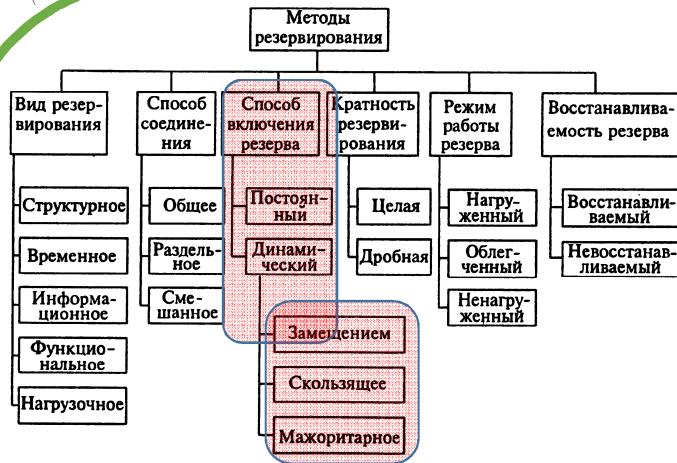 Методы
резервирования
Вид резер-
вирования
Способ
соедине-
ния
Способ
включения
резерва
Кратность
резерви-
рования
Режим
работы
резерва
Восстанавлива-
емость резерва
Структурное
Временное
Информа-
ционное
Функцио-
нальное
Нагрузочное
Общее
Раздель-
ное
Сме-
шанное
Постоян-
ный
Динами-
ческий
Замещением
Скользящее
Мажоритарное
Целая
Дробная
Нагру-
женный
Облег-
ченный
Ненагру-
женный
Восстанавли-
ваемый
Невосстанав-
ливаемый